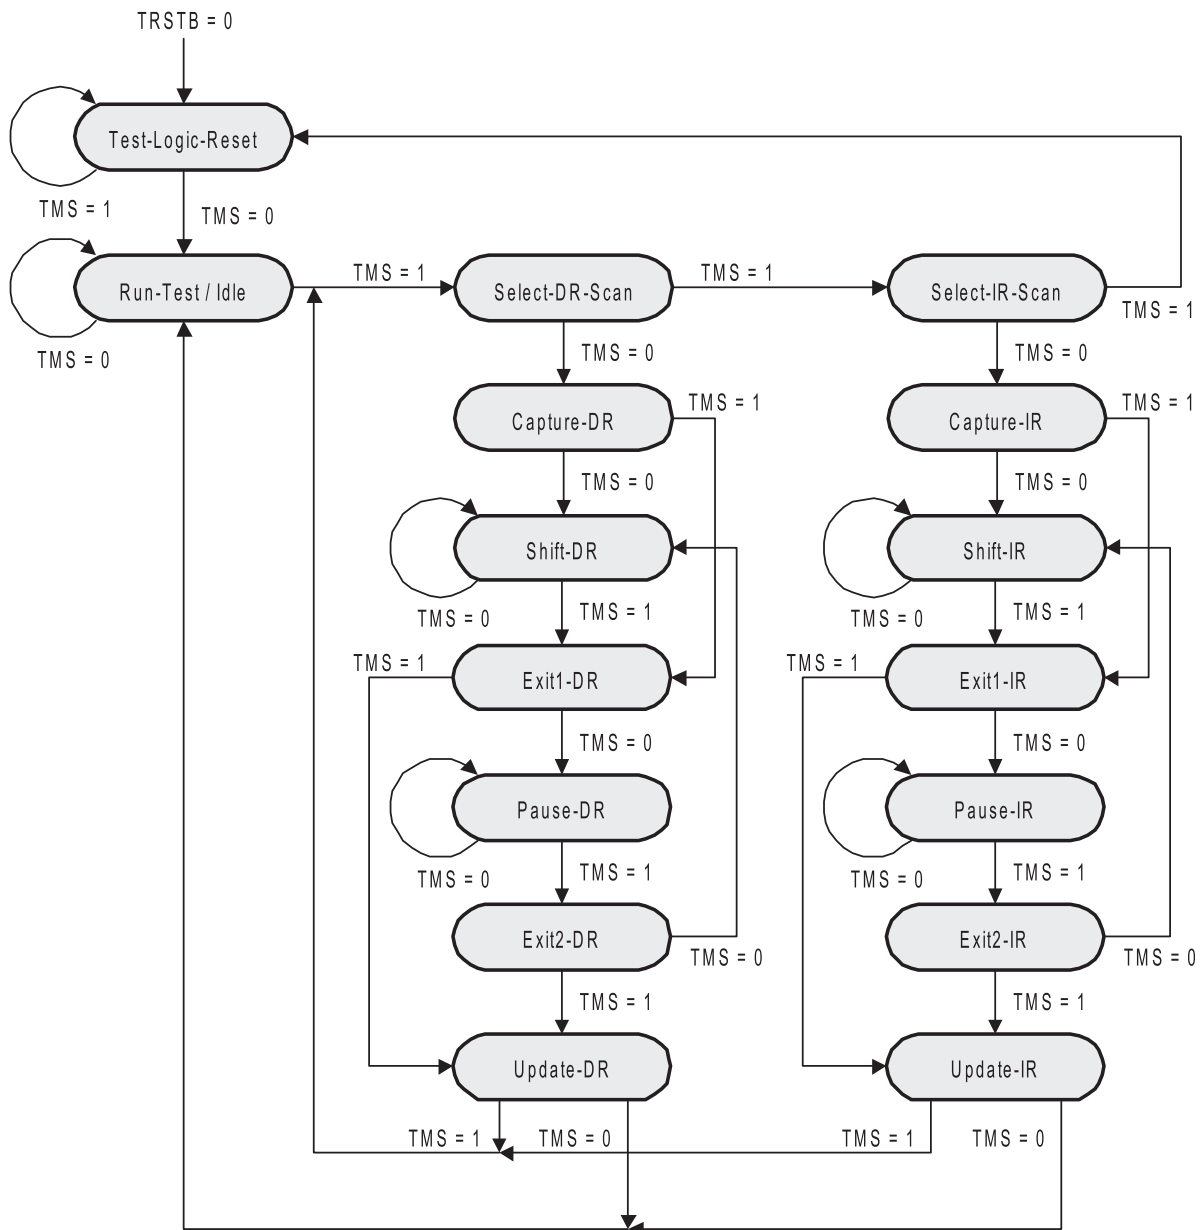 TRSTB = 0
Test-Logic-Reset
TMS = 1
TMS = 0
Run-Test / Idle
TMS = 1
Select-DR-Scan
TMS = 1
Select-IR-Scan
TMS = 1
TMS = 0
TMS = 0
TMS = 0
Capture-DR
TMS = 1
Capture-IR
TMS = 1
TMS = 0
TMS = 0
Shift-DR
Shift-IR
TMS = 0
TMS = 1
TMS = 0
TMS = 1
TMS = 1
Exit1-DR
TMS = 1
Exit1-IR
TMS = 0
TMS = 0
Pause-DR
Pause-IR
TMS = 0
TMS = 1
TMS = 0
TMS = 1
Exit2-DR
TMS = 0
Exit2-IR
TMS = 0
TMS = 1
TMS = 1
Update-DR
Update-IR
TMS = 1
TMS = 0
TMS = 1
TMS = 0